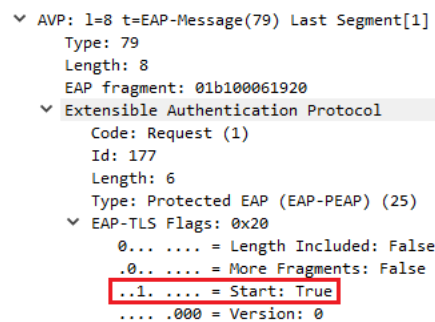 AVP: l=8 t=EAP-Message(79) Last Segment[1]
Type: 79
Length: 8
EAP fragment: 01b100061920
Extensible Authentication Protocol
Code: Request (1)
Id: 177
Length: 6
Type: Protected EAP (EAP-PEAP) (25)
EAP-TLS Flags: 0x20
0... .... = Length Included: False
.0.. .... = More Fragments: False
..1. .... = Start: True
.... .000 = Version: 0